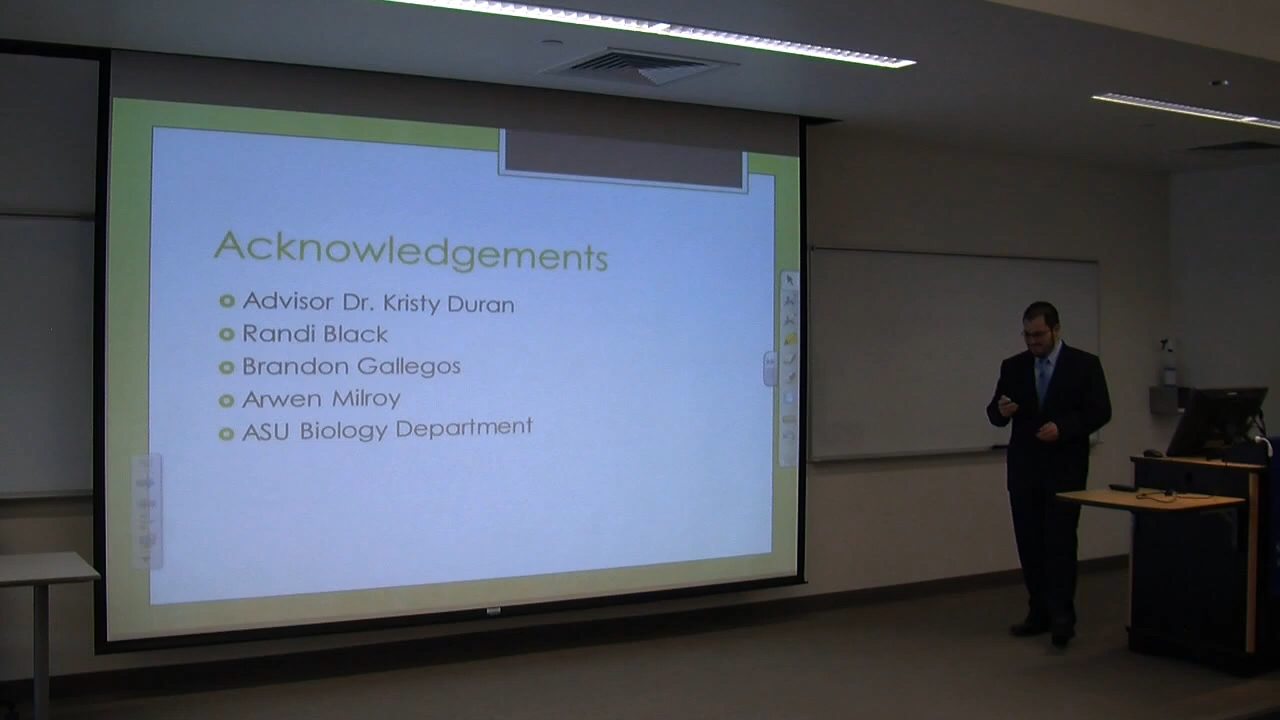 Acknowledgements
Advisor Dr. Kristy Duran
Randi Black
Brandon Gallegos
Arwen Milroy
ASU Biology Department